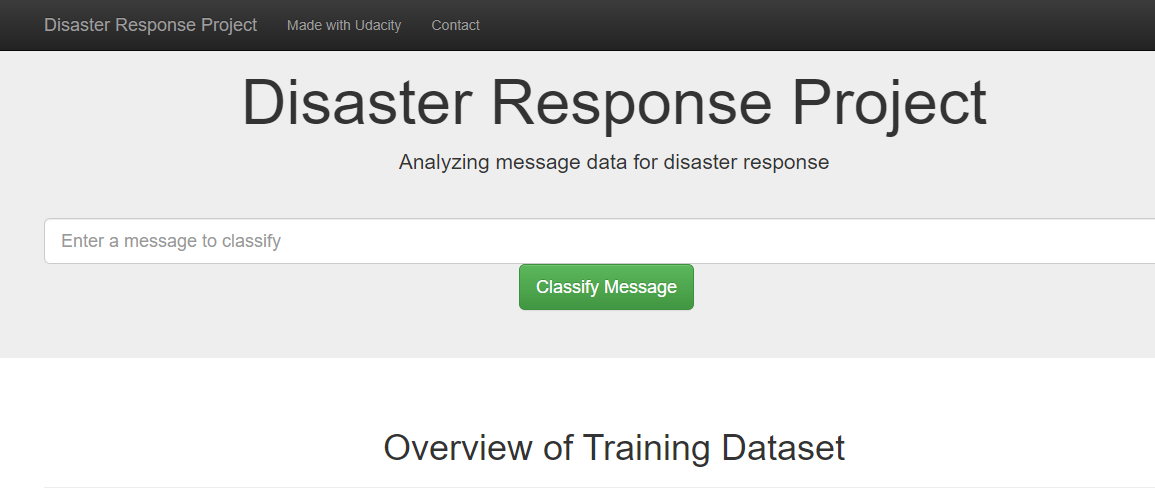 Disaster Response Project Made with Udacity Contact
Disaster Response Project
Analyzing message data for disaster response
Enter a message to classify
Classify Message
Overview of Training Dataset